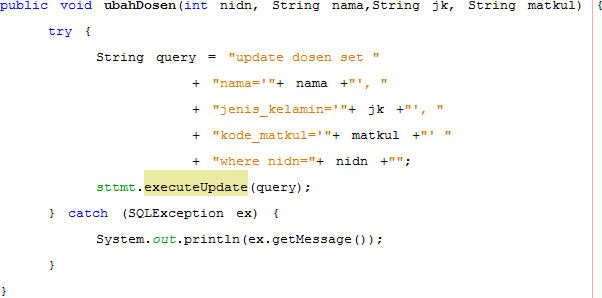 public void ubahDosen(int nidn, String nama,String jk, String matkul) {
try {
String query = "update dosen set "
+ "nama='"+ nama +"', "
+ "jenis_kelamin='"+ jk +"', "
+ "kode_matkul='"+ matkul +"' "
+ "where nidn="+ nidn +"";
sttmt.executeUpdate(query);
} catch (SQLException ex) {
System.out.println(ex.getMessage());
}
}